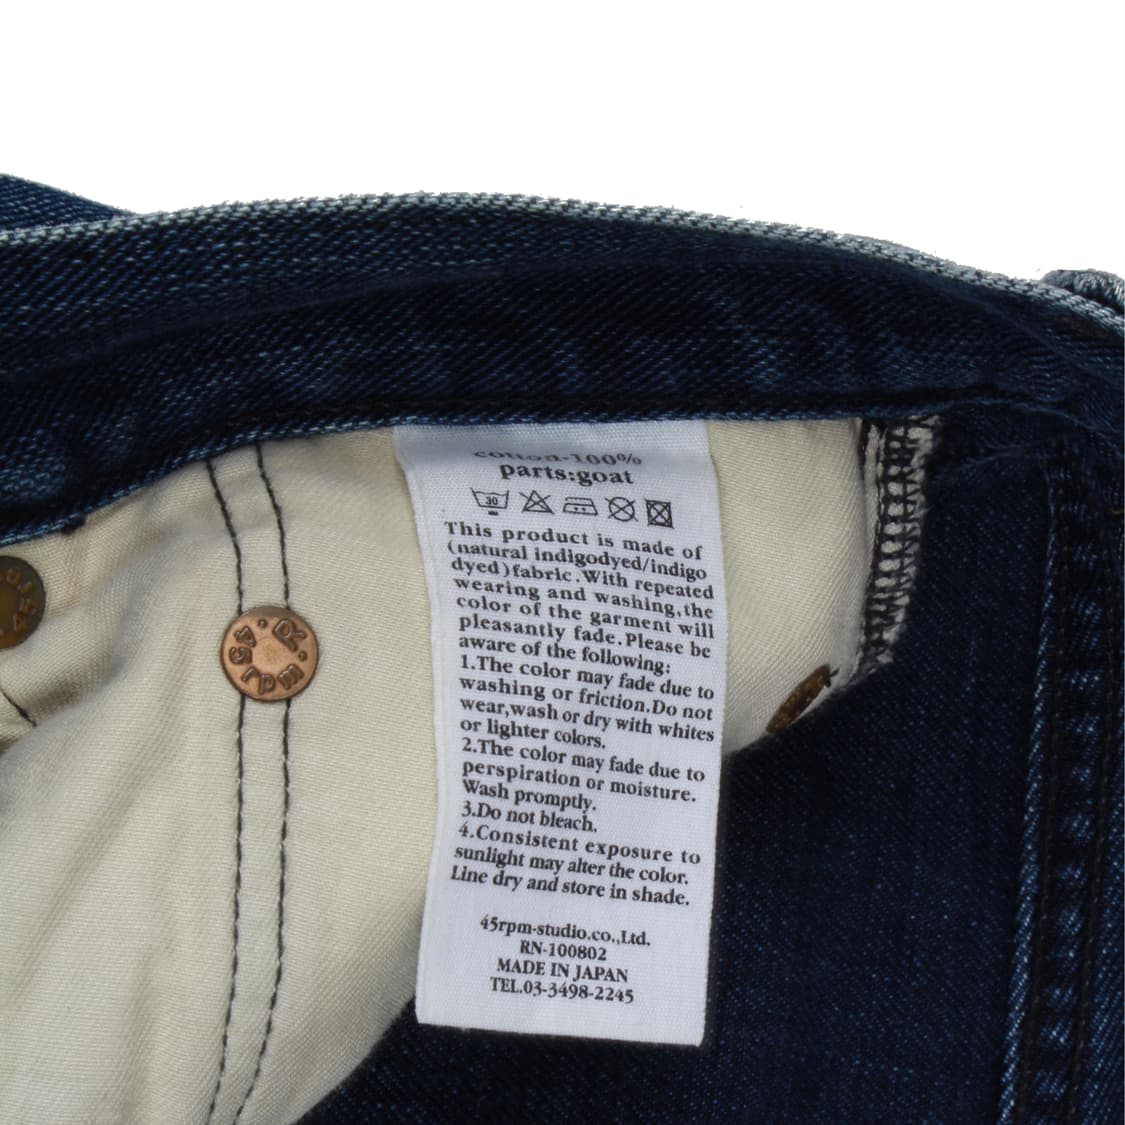 cotton-100%
parts:goat
30
This product is made of
(natural indigodyed/indigo
dyed)fabric.With repeated
wearing and washing,the
color of the garment will
pleasantly fade.Please be
aware of the following:
1.The color may fade due to
washing or friction.Do not
wear,wash or dry with whites
or lighter colors.
2.The color may fade due to
perspiration or moisture.
Wash promptly.
3.Do not bleach.
4.Consistent exposure to
sunlight may alter the color.
Line dry and store in shade.
45rpm-studio.co.,Ltd.
RN-100802
MADE IN JAPAN
TEL.03-3498-2245
R.
45rpm
45